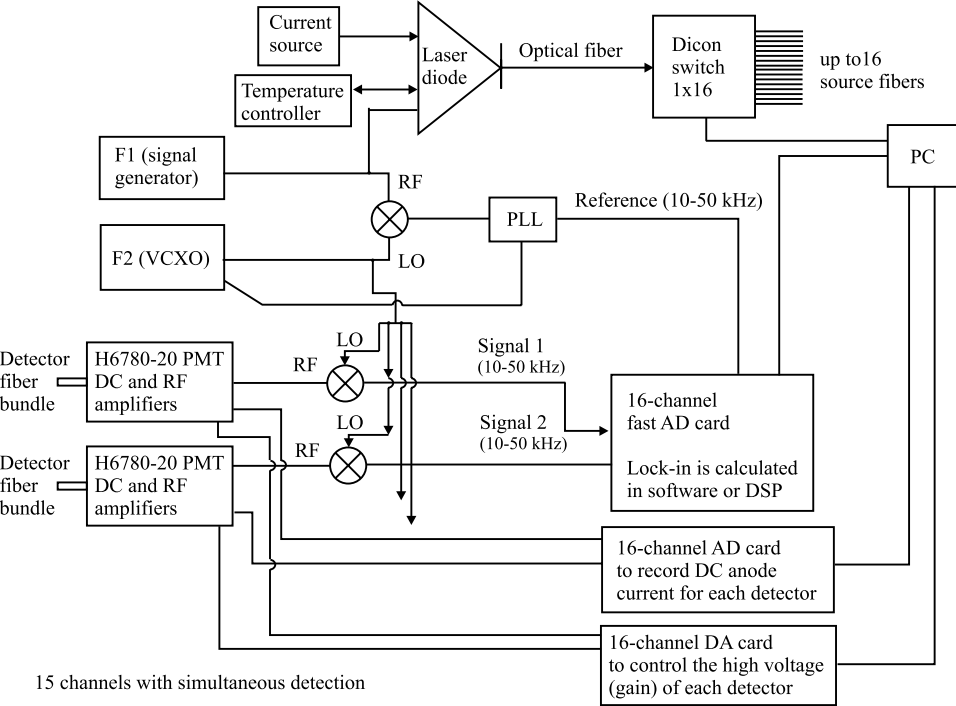 Current
source
Laser
diode
Optical fiber
Dicon
switch
1x16
up to16
source fibers
Temperature
controller
F1 (signal
generator)
PC
RF
PLL
Reference (10-50 kHz)
F2 (VCXO)
LO
Detector
fiber
bundle
H6780-20 PMT
DC and RF
amplifiers
LO
RF
Signal 1
(10-50 kHz)
16-channel
fast AD card
Lock-in is calculated
in software or DSP
LO
RF
Signal 2
(10-50 kHz)
Detector
fiber
bundle
H6780-20 PMT
DC and RF
amplifiers
16-channel AD card
to record DC anode
current for each detector
16-channel DA card
to control the high voltage
(gain) of each detector
15 channels with simultaneous detection